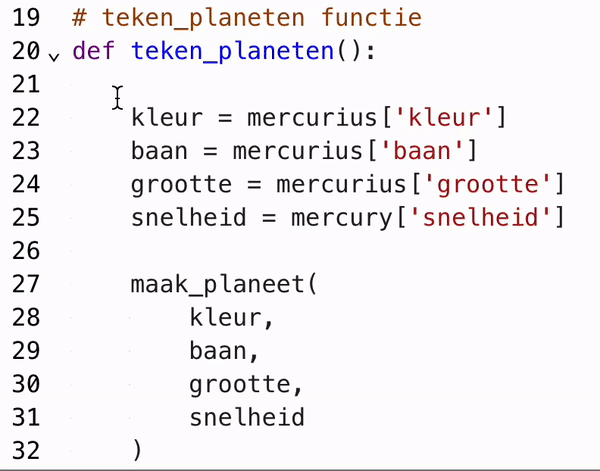 19 # teken_planeten functie
20 def teken_planeten():
21
22 kleur = mercurius['kleur']
23 baan = mercurius['baan']
24 grootte = mercurius['grootte']
25 snelheid = mercury['snelheid']
26
27 maak_planeet(
28 kleur,
29 baan,
30 grootte,
31 snelheid
32 )